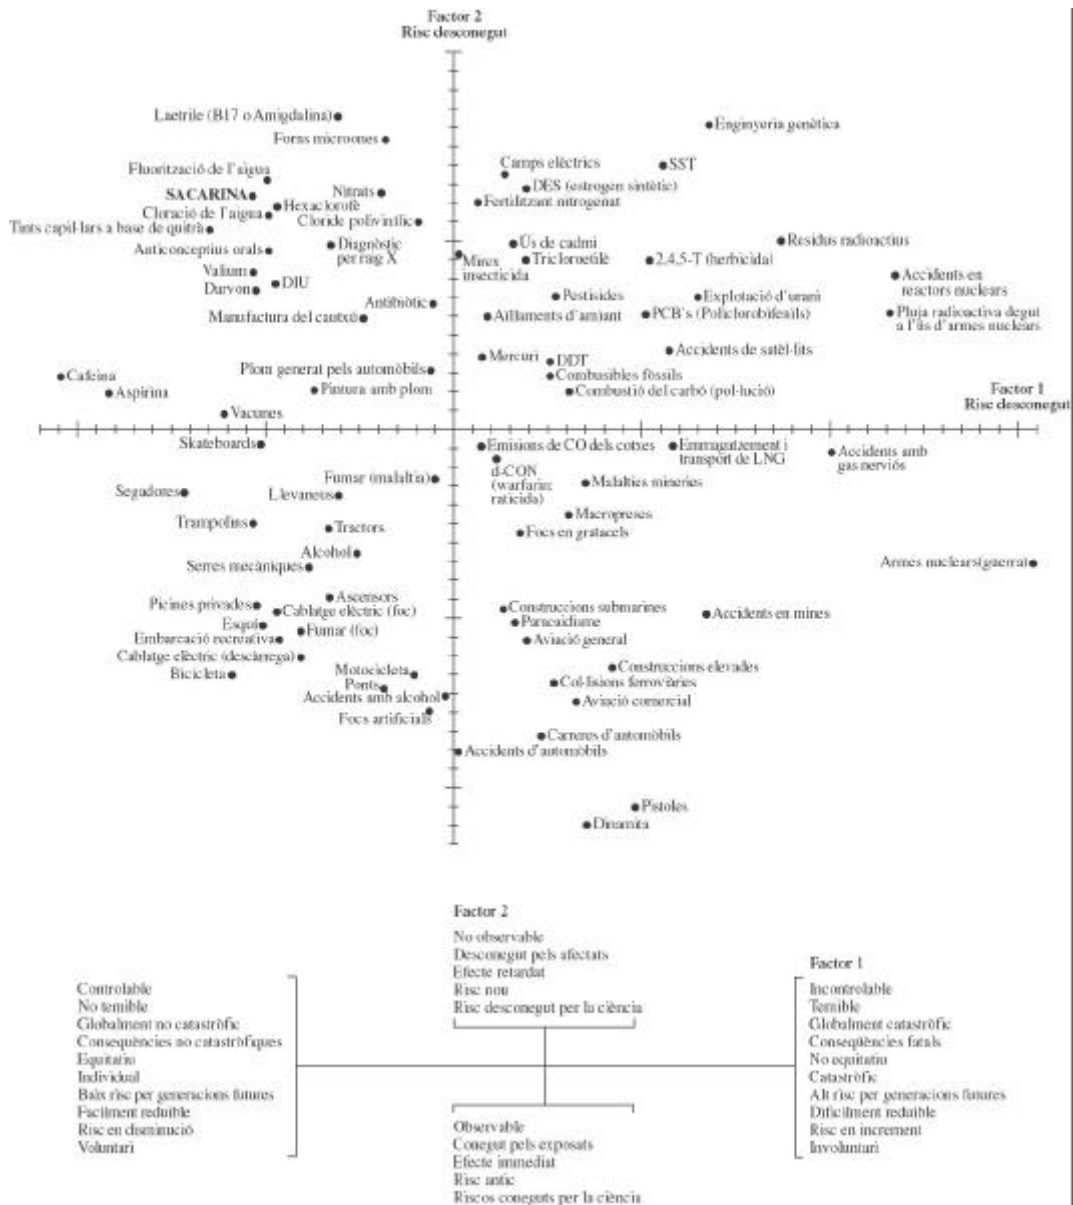 Factor 2
Risc desconegut
Laetrile (B17 o Amigdalina)
Enginyeria genètica
Forns microones
Camps elèctrics
SST
Fluorització de l'aigua
DES (estrogen sintètic)
SACARINA
Nitrats
Hexaclorofè
Fertilitzant nitrogenat
Cloració de l'aigua
Cloride polivinílic
Tints capil·lars a base de quitrà
Anticonceptius orals
Diagnòstic
per raig X
Ús de cadmi
Residus radioactius
Mirex
insecticida
Tricloroetilè
2,4,5-T (herbicida)
Valium
DIU
Durvon
Accidents en
reactors nuclears
Antibiòtic
Pestisides
Explotació d'urani
Manufactura del cautxú
Aïllaments d'amiant
PCB's (Policlorobifenils)
Pluja radioactiva degut
a l'ús d'armes nuclears
Mercuri
Accidents de satèl·lits
DDT
Cafeïna
Plom generat pels automòbils
Combusibles fòssils
Aspirina
Pintura amb plom
Combustió del carbó (pol·lució)
Factor 1
Risc desconegut
Vacunes
Skateboards
Emisions de CO dels cotxes
Emmagatzement i
transport de LNG
Accidents amb
gas nerviós
d-CON
(warfarin:
raticida)
Fumar (malaltia)
Malalties mineries
Segadores
Llevaneus
Macropreses
Trampolins
Tractors
Focs en gratacels
Alcohol
Serres mecàniques
Armes nuclears(guerra)
Ascensors
Picines privades
Cablatge elèctric (foc)
Construccions submarines
Accidents en mines
Esquí
Fumar (foc)
Paracaidisme
Embarcació recreativa
Aviació general
Cablatge elèctric (descàrega)
Bicicleta
Motocicleta
Construccions elevades
Ponts
Col·lisions ferroviàries
Accidents amb alcohol
Aviació comercial
Focs artificials
Carreres d'automòbils
Accidents d'automòbils
Pistoles
Dinamita
Factor 2
No observable
Desconegut pels afectats
Efecte retardat
Risc nou
Risc desconegut per la ciència
Controlable
No temible
Globalment no catastròfic
Consequències no catastròfiques
Equitatiu
Individual
Baix risc per generacions futures
Facilment reduïble
Risc en disminució
Voluntari
Factor 1
Incontrolable
Temible
Globalment catastròfic
Conseqüències fatals
No equitatiu
Catastròfic
Alt risc per generacions futures
Dificilment reduïble
Risc en increment
Involuntari
Observable
Conegut pels exposats
Efecte immediat
Risc antic
Riscos coneguts per la ciència